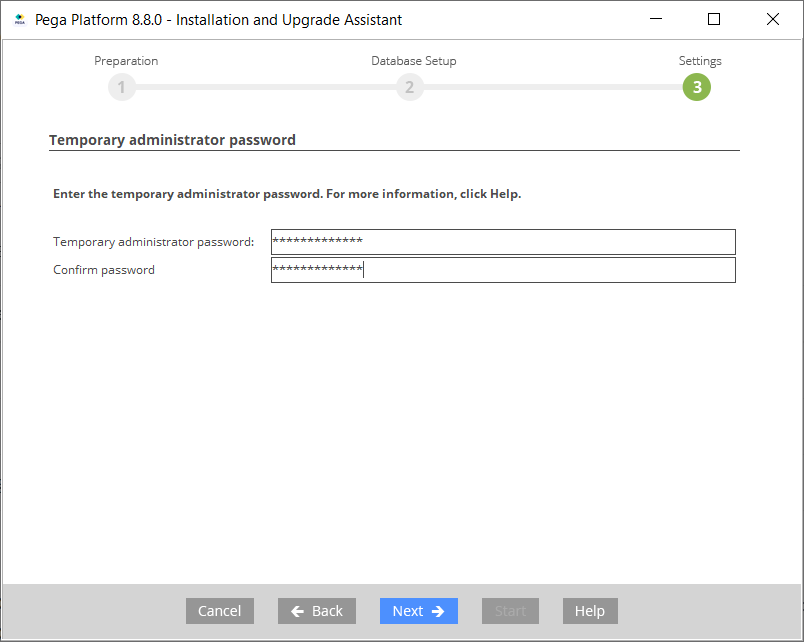 Pega Platform 8.8.0 - Installation and Upgrade Assistant
Preparation Database Setup Settings
1 2 3
Temporary administrator password
Enter the temporary administrator password. For more information, click Help.
Temporary administrator password: *************
Confirm password *************
Cancel Back Next Start Help